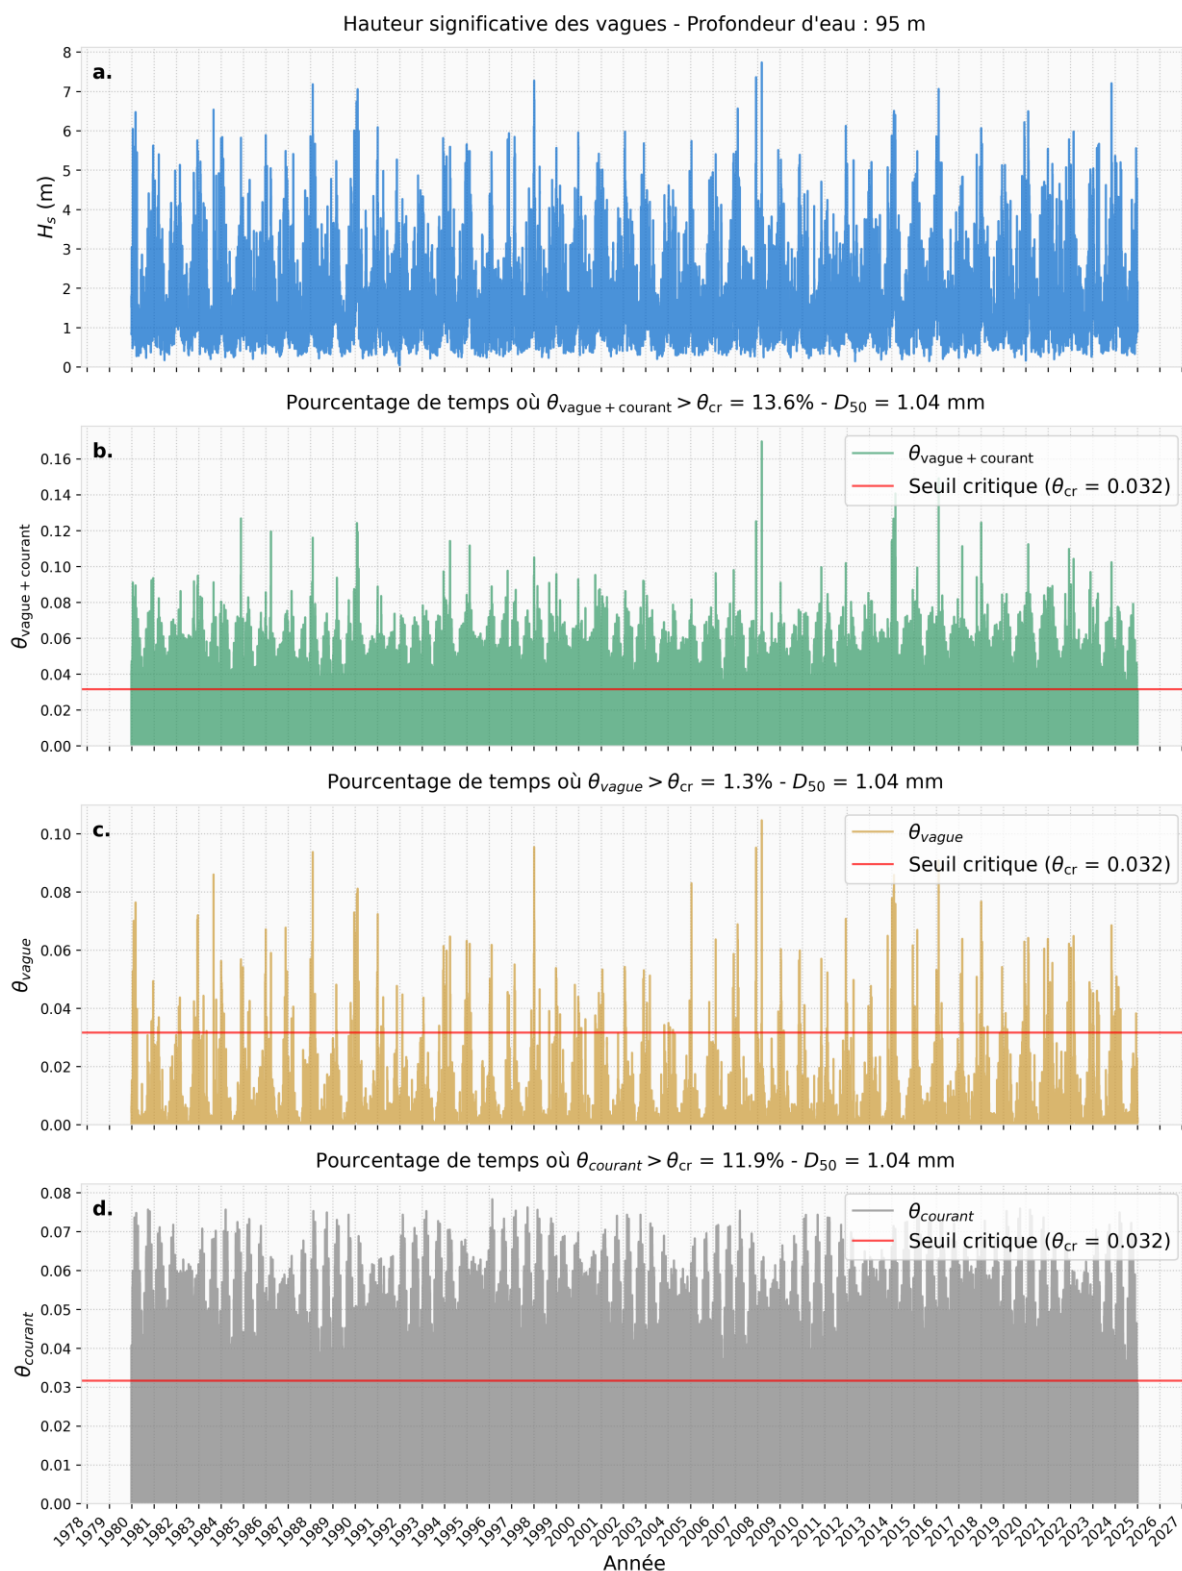 Hauteur significative des vagues - Profondeur d'eau : 95 m
a.
8
7
6
5
4
3
2
1
0
H_s (m)
Pourcentage de temps où θ_vague + courant > θ_cr = 13.6% - D_50 = 1.04 mm
b.
θ_vague + courant
Seuil critique (θ_cr = 0.032)
0.16
0.14
0.12
0.10
0.08
0.06
0.04
0.02
0.00
θ_vague + courant
Pourcentage de temps où θ_vague > θ_cr = 1.3% - D_50 = 1.04 mm
c.
θ_vague
Seuil critique (θ_cr = 0.032)
0.10
0.08
0.06
0.04
0.02
0.00
θ_vague
Pourcentage de temps où θ_courant > θ_cr = 11.9% - D_50 = 1.04 mm
d.
θ_courant
Seuil critique (θ_cr = 0.032)
0.08
0.07
0.06
0.05
0.04
0.03
0.02
0.01
0.00
θ_courant
1978 1979 1980 1981 1982 1983 1984 1985 1986 1987 1988 1989 1990 1991 1992 1993 1994 1995 1996 1997 1998 1999 2000 2001 2002 2003 2004 2005 2006 2007 2008 2009 2010 2011 2012 2013 2014 2015 2016 2017 2018 2019 2020 2021 2022 2023 2024 2025 2026 2027
Année